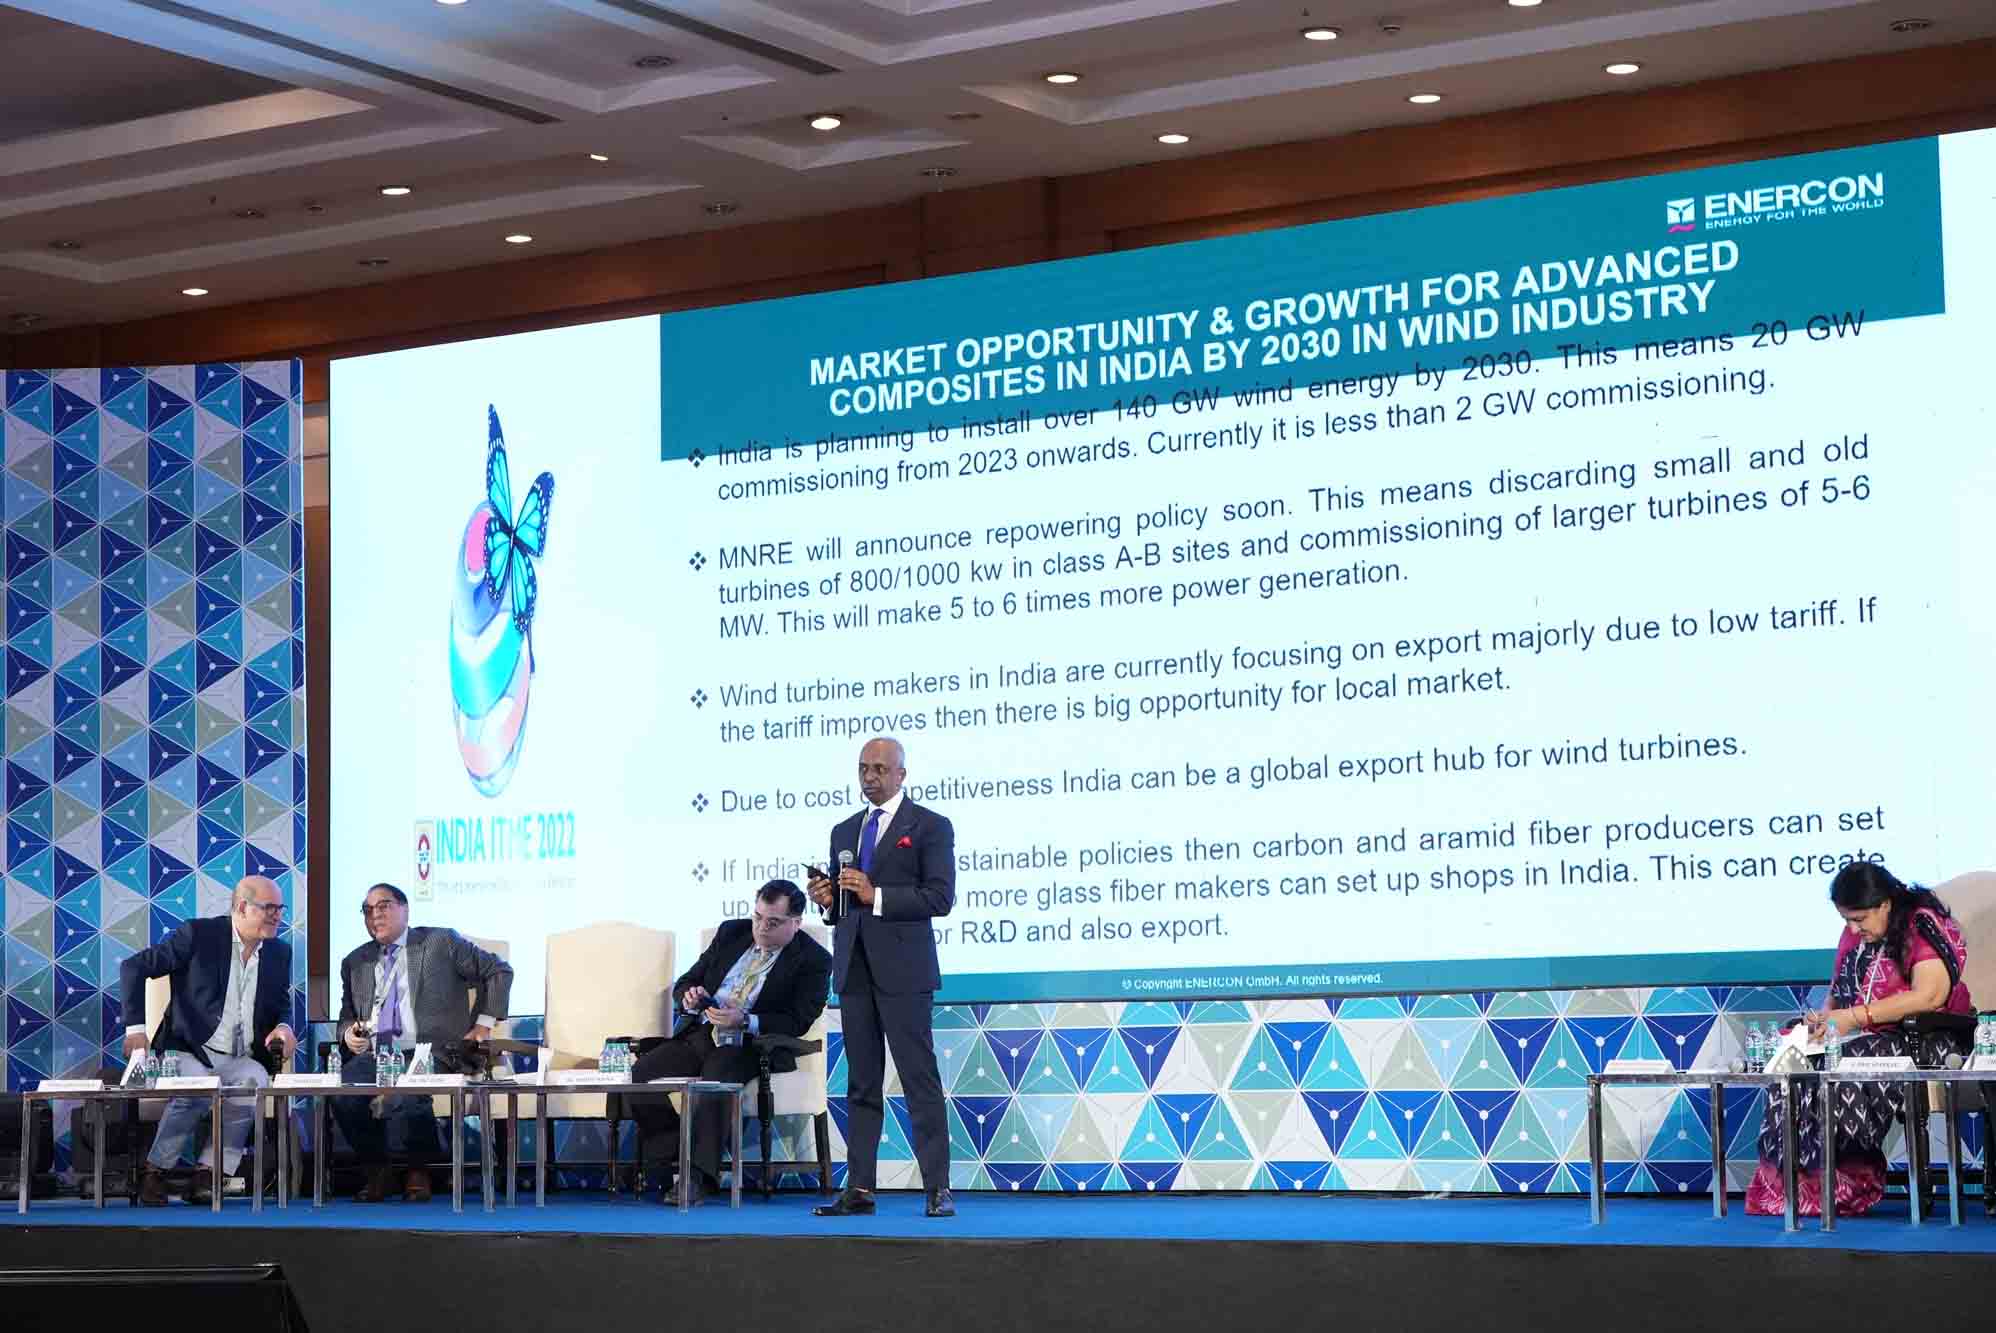 ENERCON
ENERGY FOR THE WORLD
MARKET OPPORTUNITY & GROWTH FOR ADVANCED
COMPOSITES IN INDIA BY 2030 IN WIND INDUSTRY
❖ India is planning to install over 140 GW wind energy by 2030. This means 20 GW
commissioning from 2023 onwards. Currently it is less than 2 GW commissioning.
❖ MNRE will announce repowering policy soon. This means discarding small and old
turbines of 800/1000 kw in class A-B sites and commissioning of larger turbines of 5-6
MW. This will make 5 to 6 times more power generation.
❖ Wind turbine makers in India are currently focusing on export majorly due to low tariff. If
the tariff improves then there is big opportunity for local market.
❖ Due to cost competitiveness India can be a global export hub for wind turbines.
❖ If India stainable policies then carbon and aramid fiber producers can set
up more glass fiber makers can set up shops in India. This can create
or R&D and also export.
© Copyright ENERCON GmbH. All rights reserved.
INDIA ITME 2022